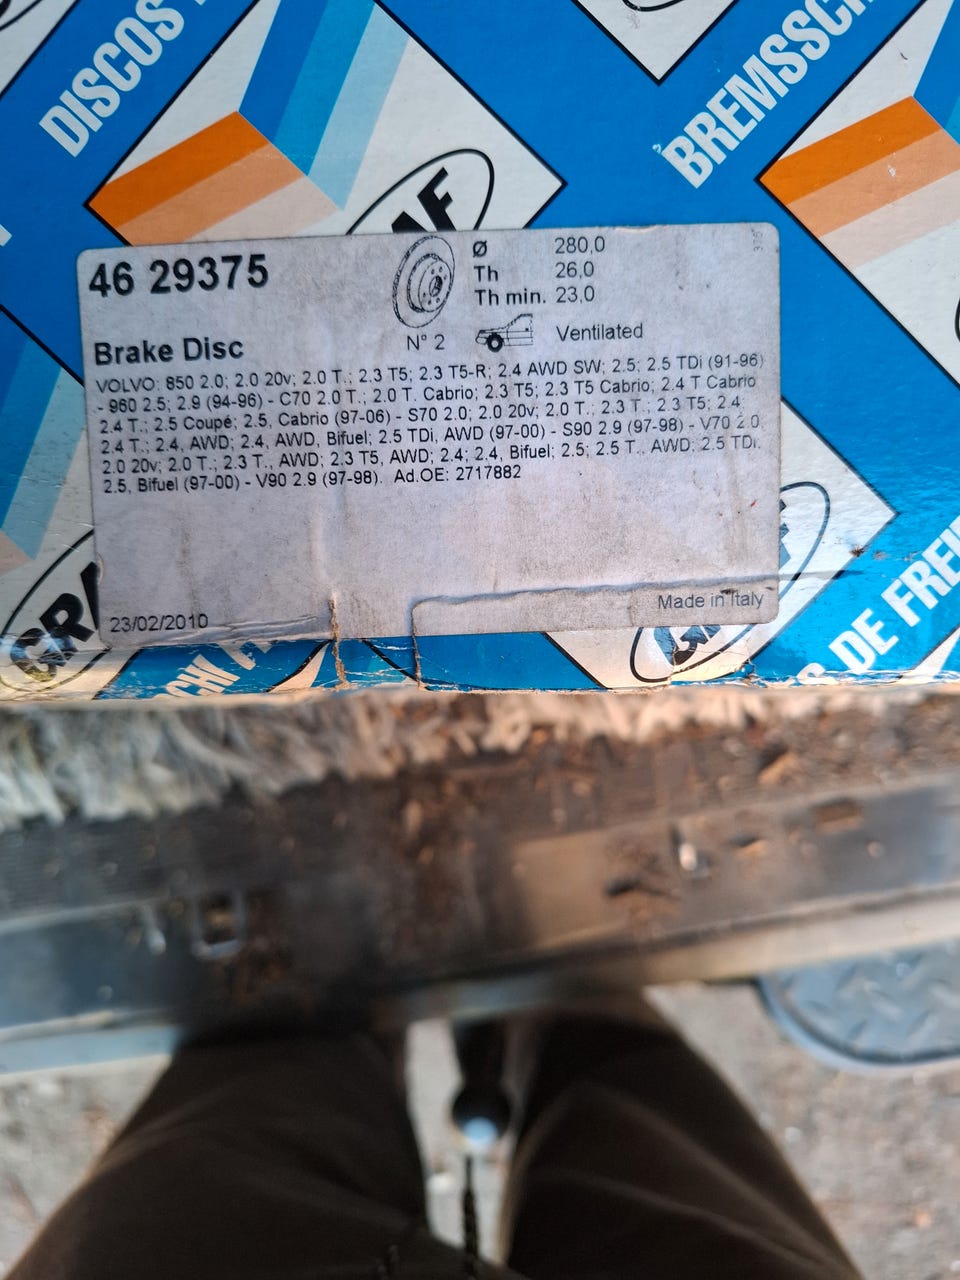 DISCOS
BREMSSCH
AF
46 29375
Ø 280,0
Th 26,0
Th min. 23,0
N° 2 Ventilated
Brake Disc
VOLVO: 850 2.0; 2.0 20v; 2.0 T.; 2.3 T5; 2.3 T5-R; 2.4 AWD SW; 2.5; 2.5 TDi (91-96)
- 960 2.5; 2.9 (94-96) - C70 2.0 T.; 2.0 T. Cabrio; 2.3 T5; 2.3 T5 Cabrio; 2.4 T Cabrio
2.4 T.; 2.5 Coupé; 2.5, Cabrio (97-06) - S70 2.0; 2.0 20v; 2.0 T.; 2.3 T.; 2.3 T5; 2.4
2.4 T.; 2.4, AWD; 2.4, AWD, Bifuel; 2.5 TDi, AWD (97-00) - S90 2.9 (97-98) - V70 2.0;
2.0 20v; 2.0 T.; 2.3 T., AWD; 2.3 T5, AWD; 2.4; 2.4, Bifuel; 2.5; 2.5 T., AWD; 2.5 TDi,
2.5, Bifuel (97-00) - V90 2.9 (97-98). Ad.OE: 2717882
23/02/2010
Made in Italy
GRA
DE FREI